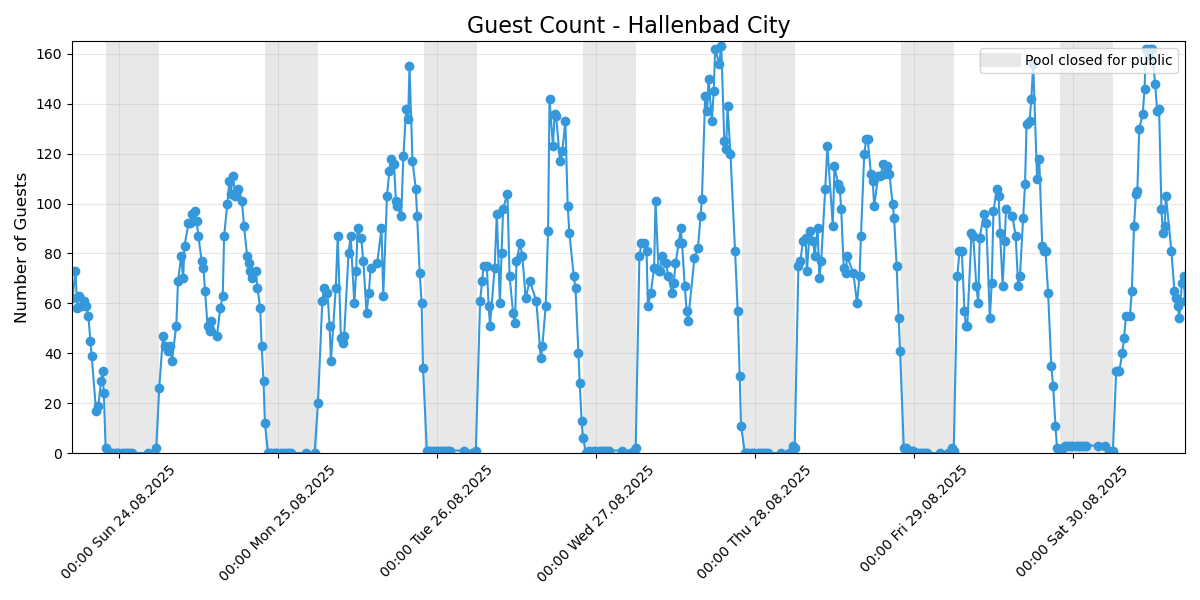 Guest Count - Hallenbad City
Pool closed for public
Number of Guests
160
140
120
100
80
60
40
20
0
00:00 Sun 24.08.2025
00:00 Mon 25.08.2025
00:00 Tue 26.08.2025
00:00 Wed 27.08.2025
00:00 Thu 28.08.2025
00:00 Fri 29.08.2025
00:00 Sat 30.08.2025